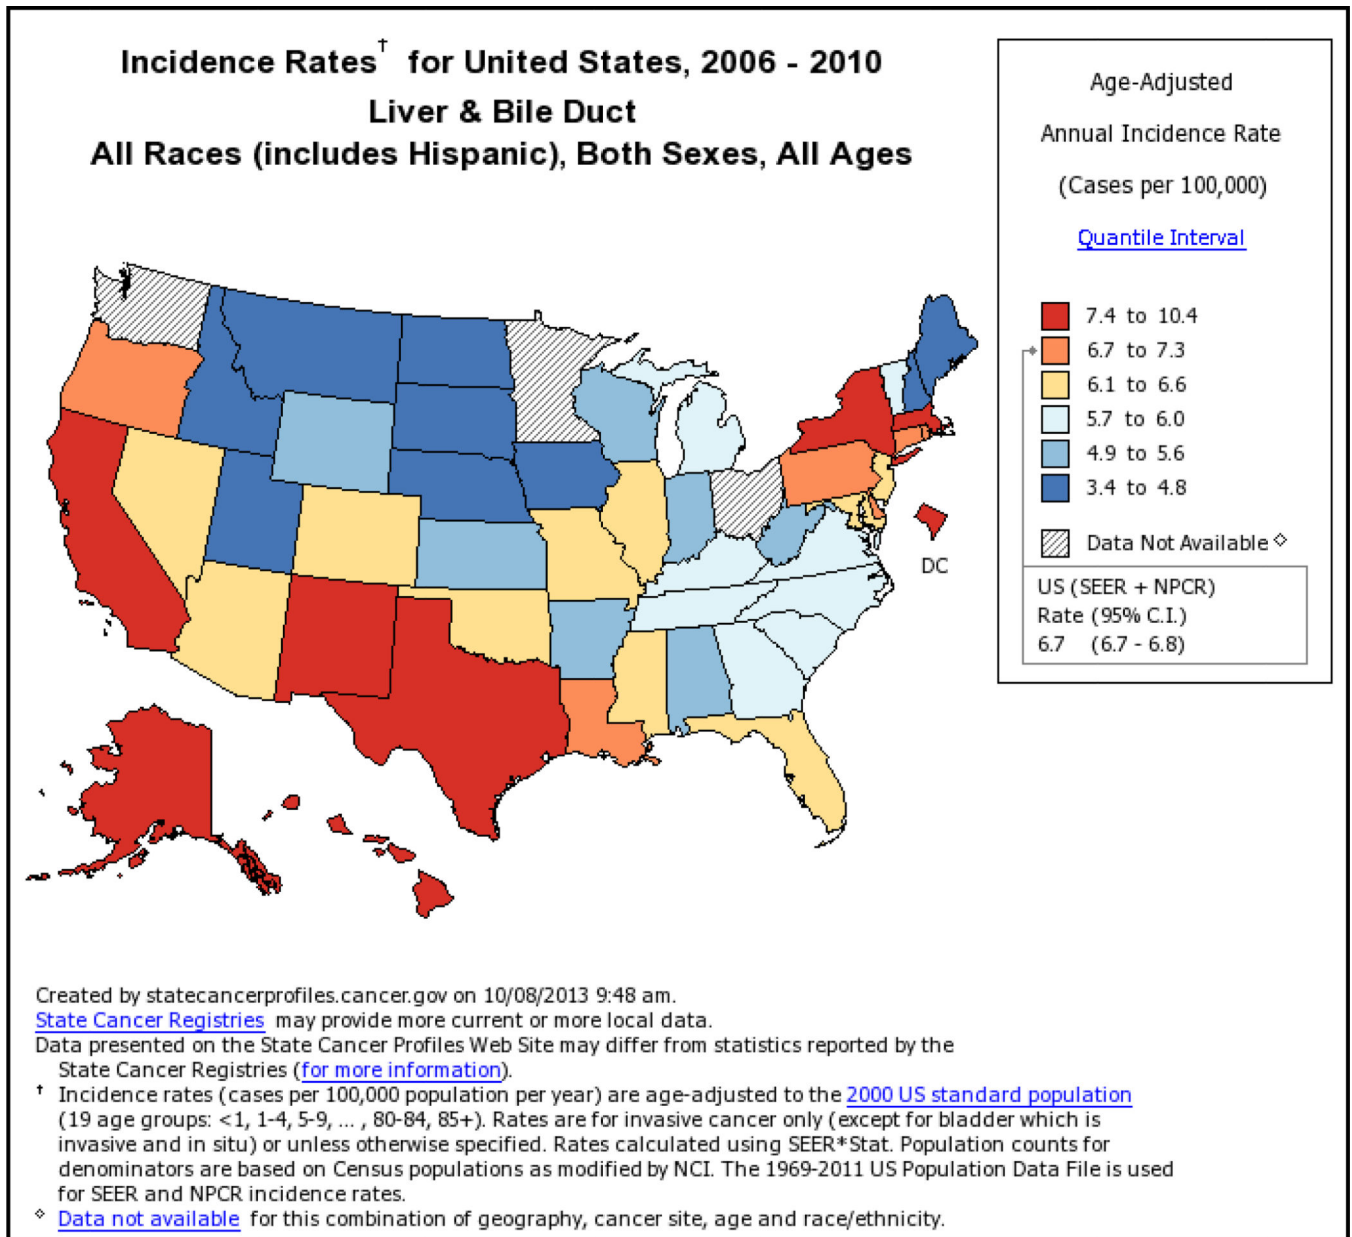 Incidence Rates† for United States, 2006 - 2010
Liver & Bile Duct
All Races (includes Hispanic), Both Sexes, All Ages
Age-Adjusted
Annual Incidence Rate
(Cases per 100,000)
Quantile Interval
7.4 to 10.4
6.7 to 7.3
6.1 to 6.6
5.7 to 6.0
4.9 to 5.6
3.4 to 4.8
Data Not Available ◇
US (SEER + NPCR)
Rate (95% C.I.)
6.7 (6.7 - 6.8)
DC
Created by statecancerprofiles.cancer.gov on 10/08/2013 9:48 am.
State Cancer Registries may provide more current or more local data.
Data presented on the State Cancer Profiles Web Site may differ from statistics reported by the
State Cancer Registries (for more information).
† Incidence rates (cases per 100,000 population per year) are age-adjusted to the 2000 US standard population
(19 age groups: <1, 1-4, 5-9, ... , 80-84, 85+). Rates are for invasive cancer only (except for bladder which is
invasive and in situ) or unless otherwise specified. Rates calculated using SEER*Stat. Population counts for
denominators are based on Census populations as modified by NCI. The 1969-2011 US Population Data File is used
for SEER and NPCR incidence rates.
◇ Data not available for this combination of geography, cancer site, age and race/ethnicity.